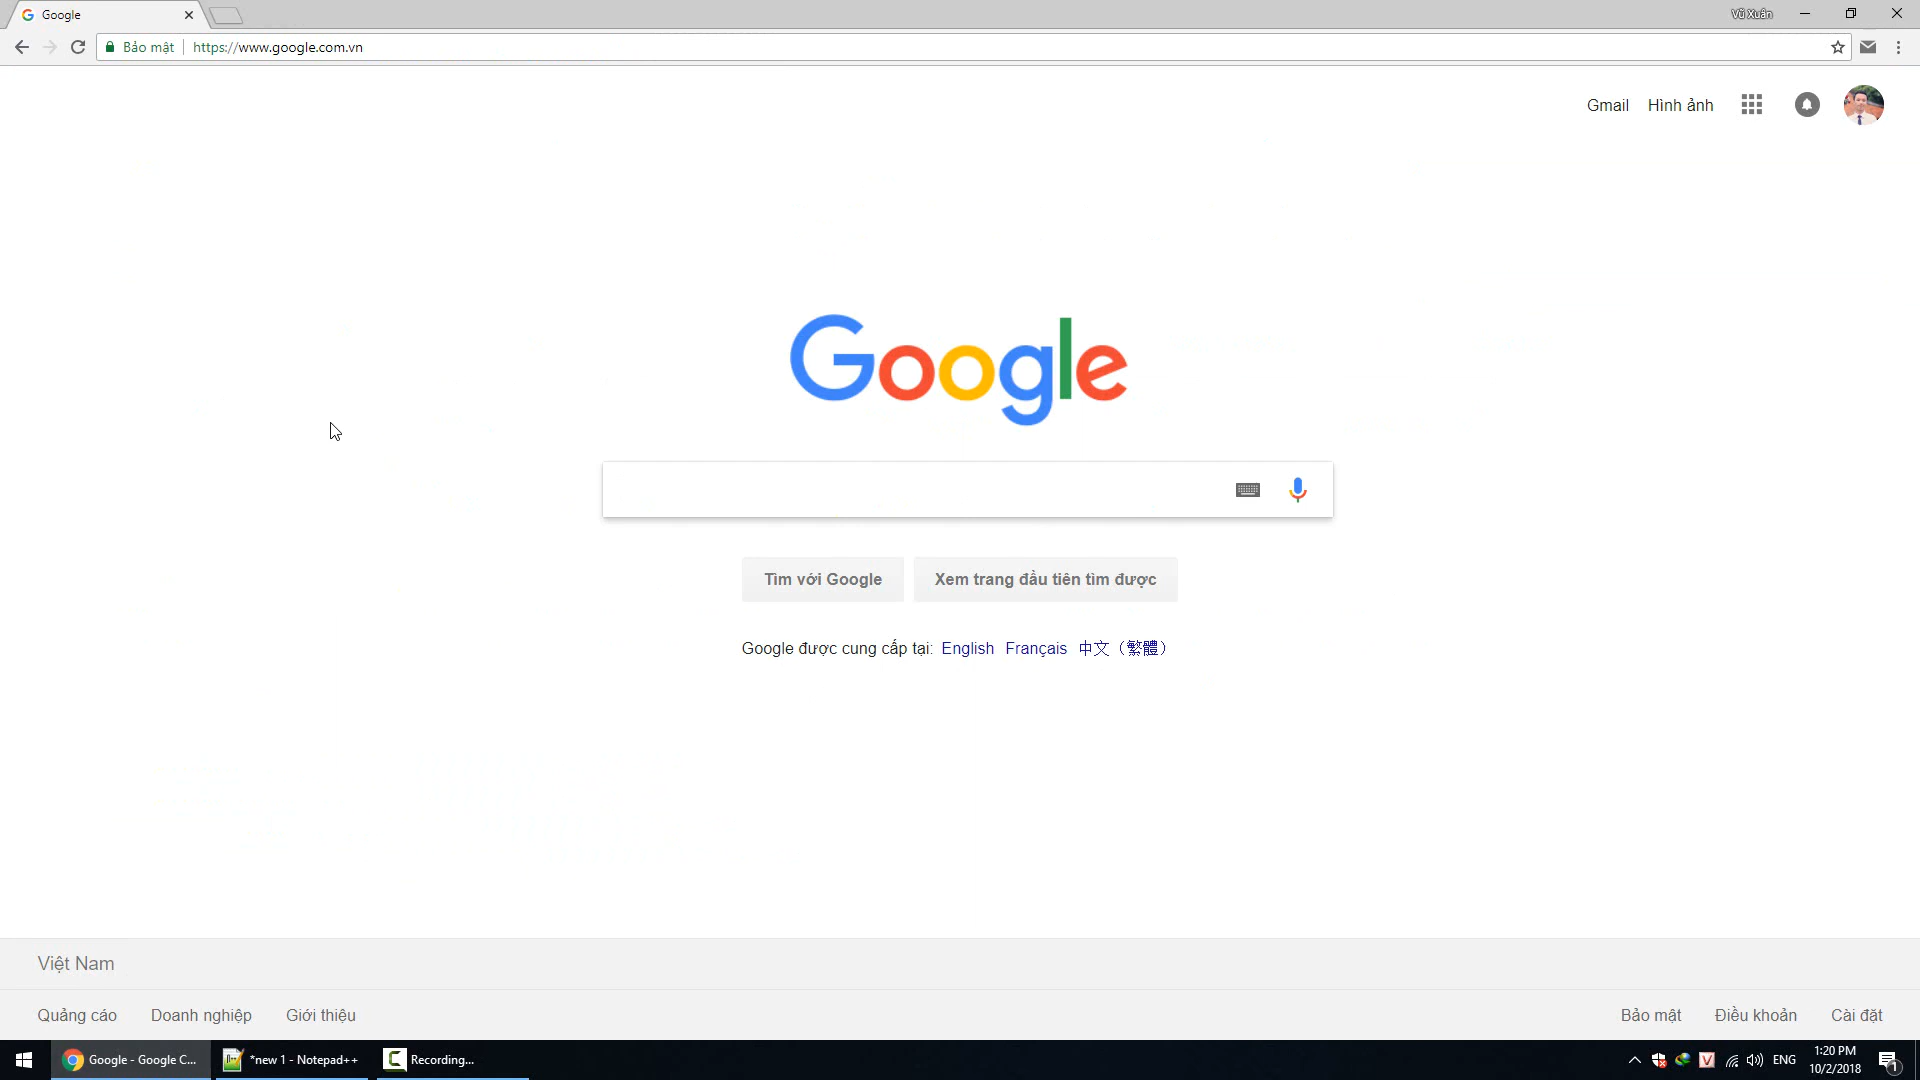 Google
Vũ Xuân
Bảo mật https://www.google.com.vn
Gmail Hình ảnh
Google
Tìm với Google Xem trang đầu tiên tìm được
Google được cung cấp tại: English Français 中文（繁體）
Việt Nam
Quảng cáo Doanh nghiệp Giới thiệu Bảo mật Điều khoản Cài đặt
Google - Google C... *new 1 - Notepad++ Recording... ENG 1:20 PM
10/2/2018 1